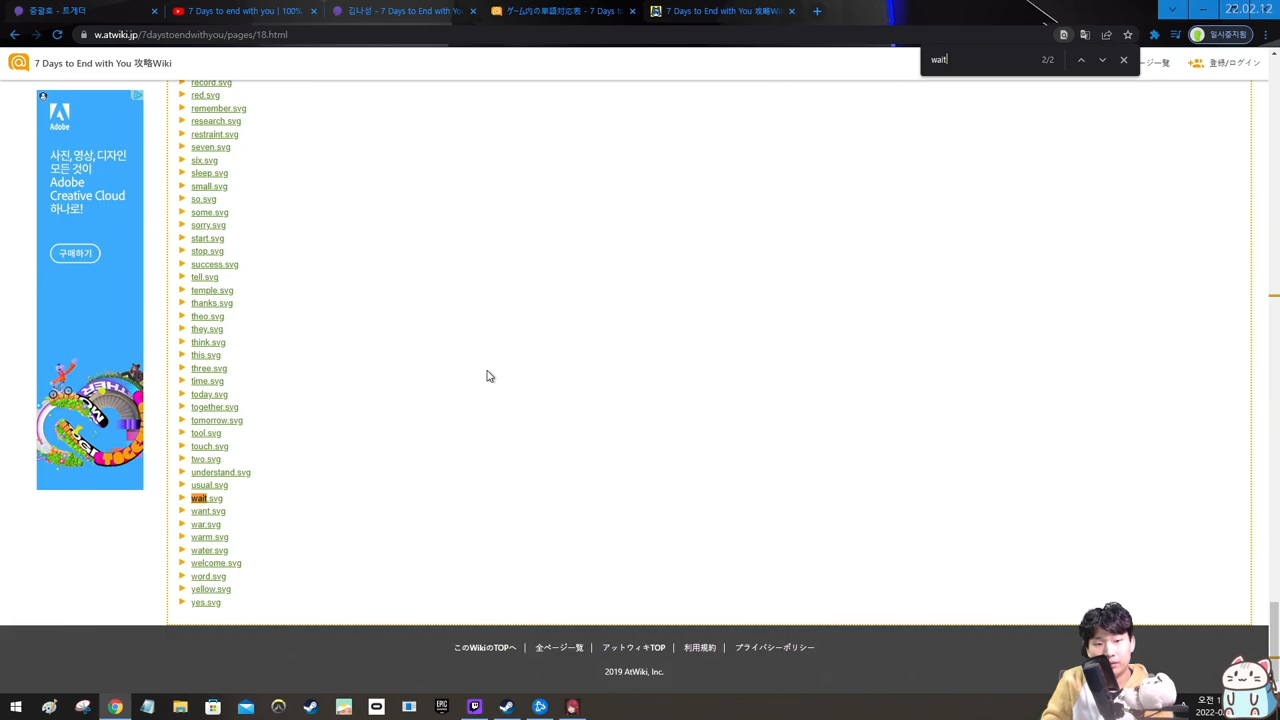 중괄호 - 트게더
7 Days to end with you | 100%
김나성 - YouTube
ゲーム内の単語対応表 - 7 Days to
7 Days to End with You 攻略Wiki
22.02.12
w.atwiki.jp/7daystoendwithyou/pages/18.html
일시중지됨
7 Days to End with You 攻略Wiki
wait
2/2
ージ一覧
登録/ログイン
Adobe
사진, 영상, 디자인
모든 것이
Adobe
Creative Cloud
하나로!
구매하기
record.svg
red.svg
remember.svg
research.svg
restraint.svg
seven.svg
six.svg
sleep.svg
small.svg
so.svg
some.svg
sorry.svg
start.svg
stop.svg
success.svg
tell.svg
temple.svg
thanks.svg
theo.svg
they.svg
think.svg
this.svg
three.svg
time.svg
today.svg
together.svg
tomorrow.svg
tool.svg
touch.svg
two.svg
understand.svg
usual.svg
wait.svg
want.svg
war.svg
warm.svg
water.svg
welcome.svg
word.svg
yellow.svg
yes.svg
このWikiのTOPへ
全ページ一覧
アットウィキTOP
利用規約
プライバシーポリシー
2019 AtWiki, Inc.
EPIC